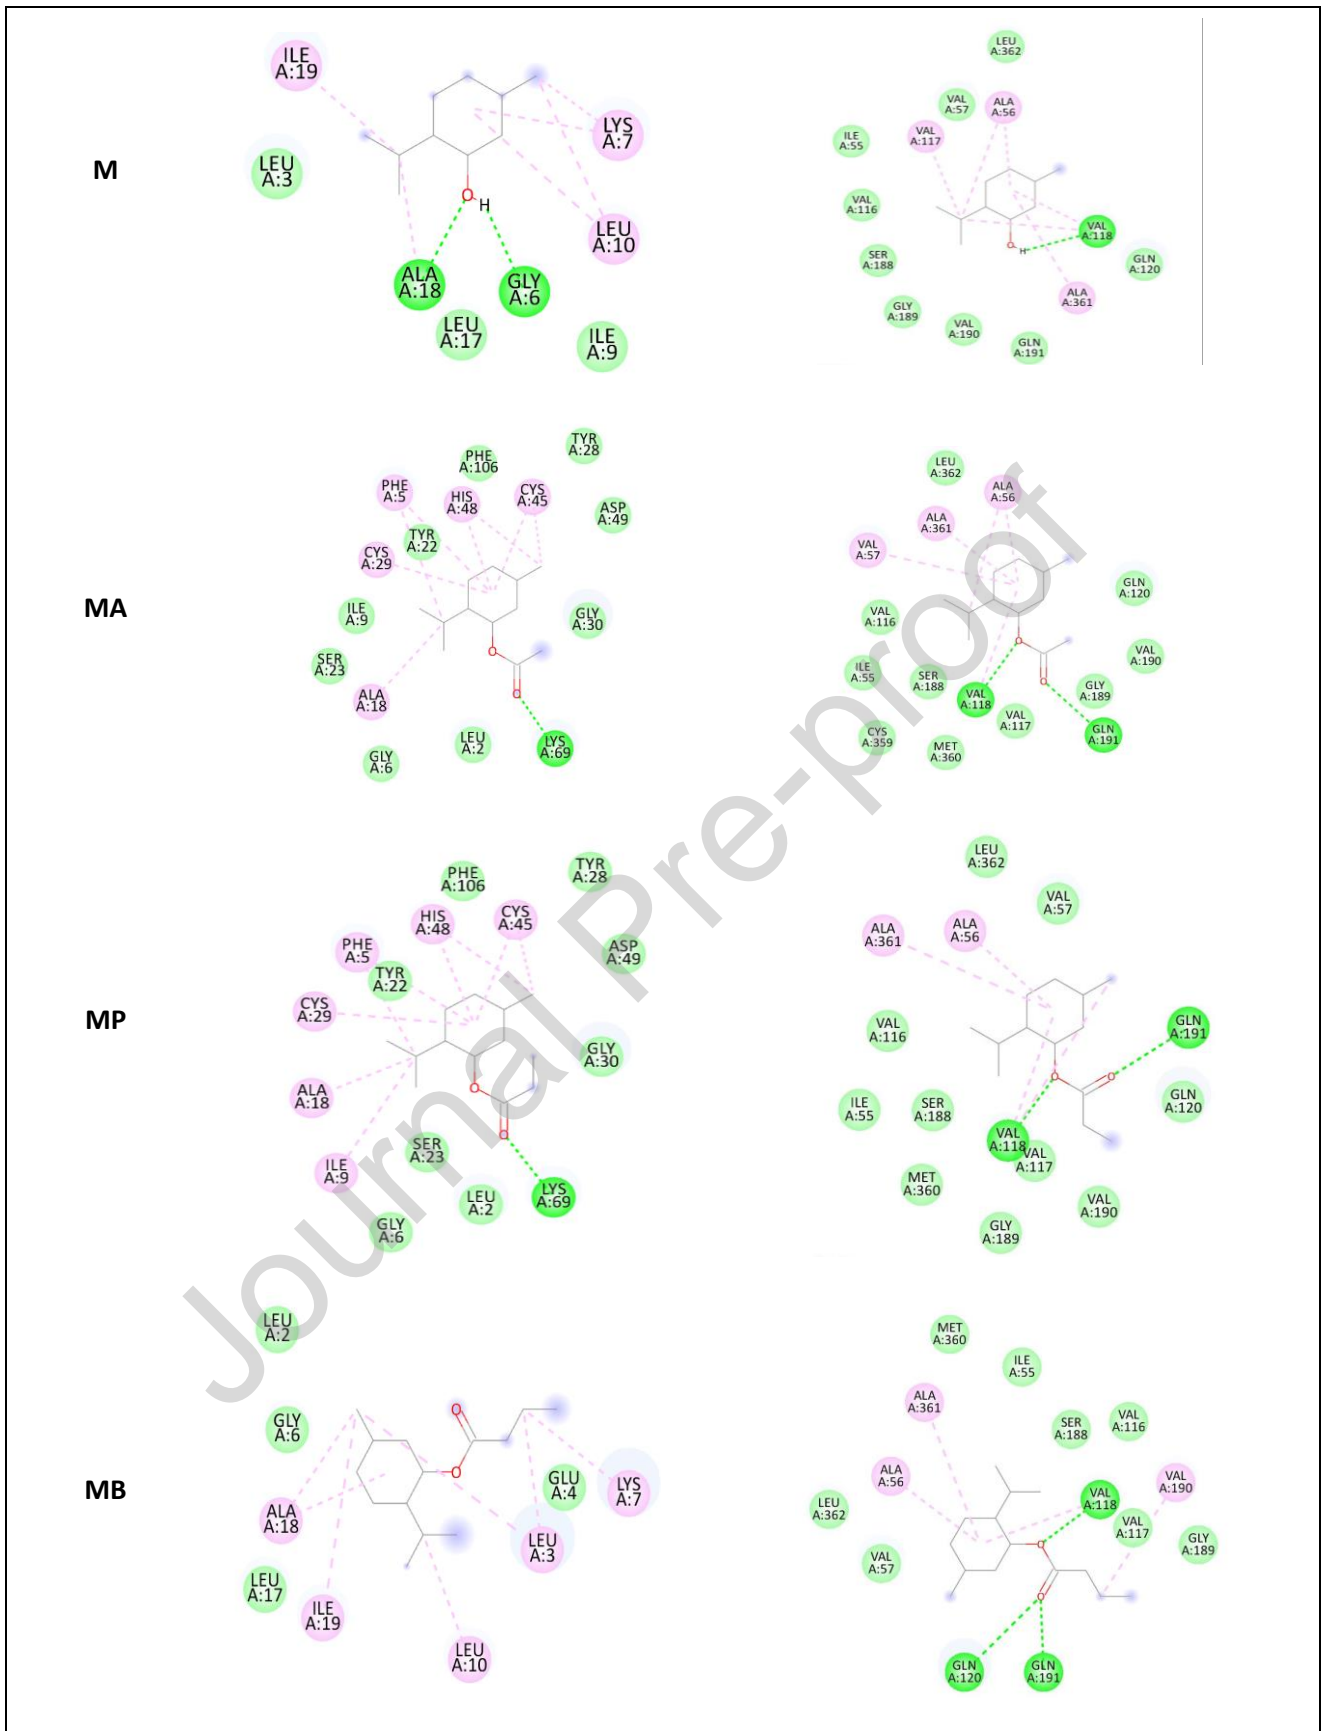 M
ILE
A:19
LEU
A:3
LYS
A:7
O
H
LEU
A:10
ALA
A:18
GLY
A:6
LEU
A:17
ILE
A:9
LEU
A:362
VAL
A:57
ALA
A:56
VAL
A:117
ILE
A:55
VAL
A:116
O
H
VAL
A:118
SER
A:188
GLN
A:120
GLY
A:189
ALA
A:361
VAL
A:190
GLN
A:191
MA
TYR
A:28
PHE
A:106
PHE
A:5
HIS
A:48
CYS
A:45
ASP
A:49
TYR
A:22
CYS
A:29
ILE
A:9
GLY
A:30
SER
A:23
O
O
ALA
A:18
LEU
A:2
LYS
A:69
GLY
A:6
LEU
A:362
ALA
A:56
ALA
A:361
VAL
A:57
GLN
A:120
VAL
A:116
O
O
VAL
A:190
ILE
A:55
SER
A:188
GLY
A:189
VAL
A:118
VAL
A:117
GLN
A:191
CYS
A:359
MET
A:360
MP
PHE
A:106
TYR
A:28
HIS
A:48
CYS
A:45
PHE
A:5
ASP
A:49
TYR
A:22
CYS
A:29
GLY
A:30
O
O
ALA
A:18
SER
A:23
ILE
A:9
LEU
A:2
LYS
A:69
GLY
A:6
LEU
A:362
VAL
A:57
ALA
A:361
ALA
A:56
VAL
A:116
GLN
A:191
O
O
ILE
A:55
SER
A:188
GLN
A:120
VAL
A:118
VAL
A:117
MET
A:360
VAL
A:190
GLY
A:189
MB
LEU
A:2
GLY
A:6
O
O
GLU
A:4
LYS
A:7
ALA
A:18
LEU
A:3
LEU
A:17
ILE
A:19
LEU
A:10
MET
A:360
ILE
A:55
ALA
A:361
SER
A:188
VAL
A:116
ALA
A:56
VAL
A:190
VAL
A:118
LEU
A:362
VAL
A:117
GLY
A:189
VAL
A:57
O
O
GLN
A:120
GLN
A:191
Journal Pre-proof